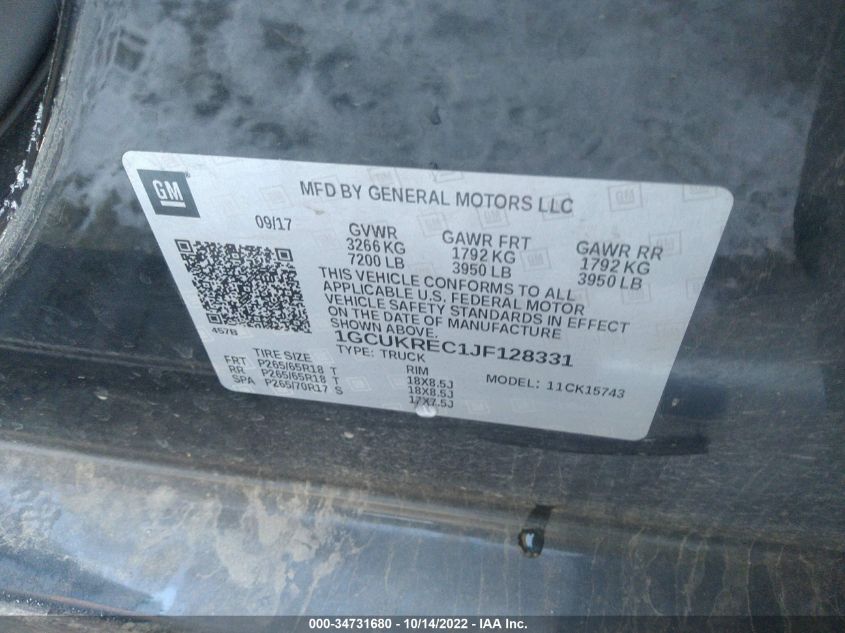 GM
MFD BY GENERAL MOTORS LLC
09/17
GVWR
3266 KG
7200 LB
GAWR FRT
1792 KG
3950 LB
GAWR RR
1792 KG
3950 LB
THIS VEHICLE CONFORMS TO ALL
APPLICABLE U.S. FEDERAL MOTOR
VEHICLE SAFETY STANDARDS IN EFFECT
ON THE DATE OF MANUFACTURE
SHOWN ABOVE.
457B
1GCUKREC1JF128331
TYPE: TRUCK
MODEL: 11CK15743
TIRE SIZE RIM
FRT P265/65R18 T 18X8.5J
RR P265/65R18 T 18X8.5J
SPA P265/70R17 S 17X7.5J
000-34731680 - 10/14/2022 - IAA Inc.